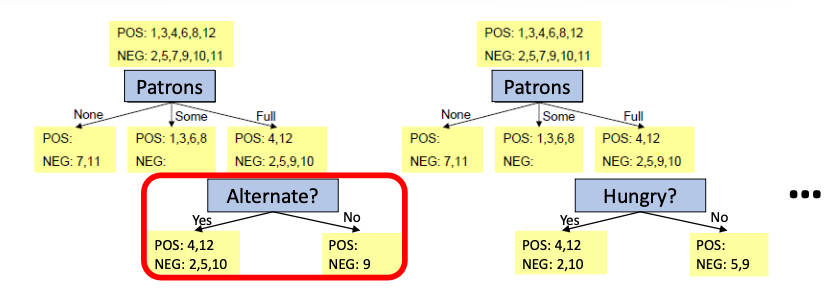 POS: 1,3,4,6,8,12
NEG: 2,5,7,9,10,11
Patrons
None
Some
Full
POS:
NEG: 7,11
POS: 1,3,6,8
NEG:
POS: 4,12
NEG: 2,5,9,10
Alternate?
Yes
No
POS: 4,12
NEG: 2,5,10
POS:
NEG: 9
POS: 1,3,4,6,8,12
NEG: 2,5,7,9,10,11
Patrons
None
Some
Full
POS:
NEG: 7,11
POS: 1,3,6,8
NEG:
POS: 4,12
NEG: 2,5,9,10
Hungry?
Yes
No
POS: 4,12
NEG: 2,10
POS:
NEG: 5,9
...